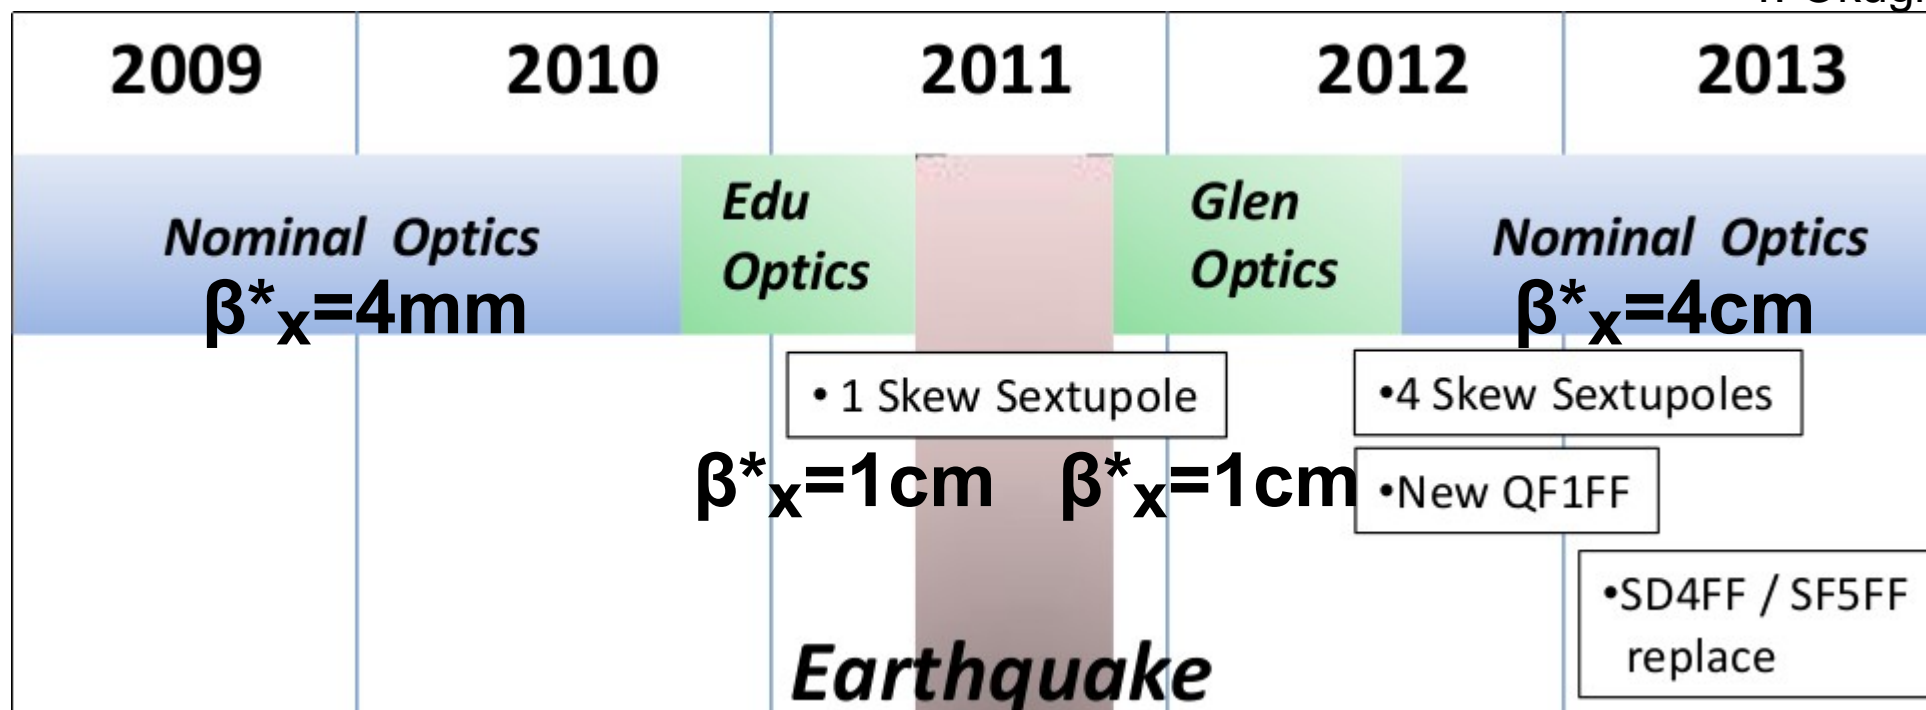 2009 2010 2011 2012 2013
Nominal Optics
β*x=4mm
Edu
Optics
Glen
Optics
Nominal Optics
β*x=4cm
• 1 Skew Sextupole
•4 Skew Sextupoles
β*x=1cm β*x=1cm
•New QF1FF
•SD4FF / SF5FF
replace
Earthquake